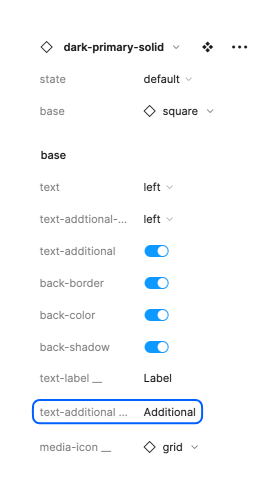 dark-primary-solid
state default
base square
base
text left
text-addtional-... left
text-additional
back-border
back-color
back-shadow
text-label __ Label
text-additional ... Additional
media-icon __ grid